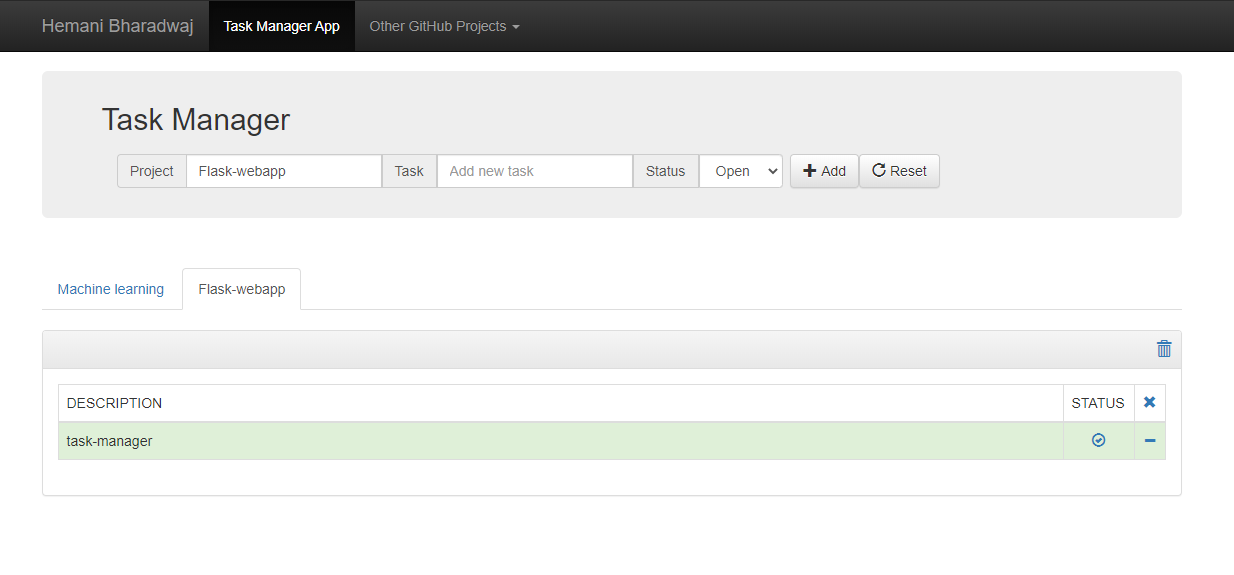 Hemani Bharadwaj Task Manager App Other GitHub Projects
Task Manager
Project Flask-webapp Task Add new task Status Open Add Reset
Machine learning Flask-webapp
DESCRIPTION STATUS
task-manager